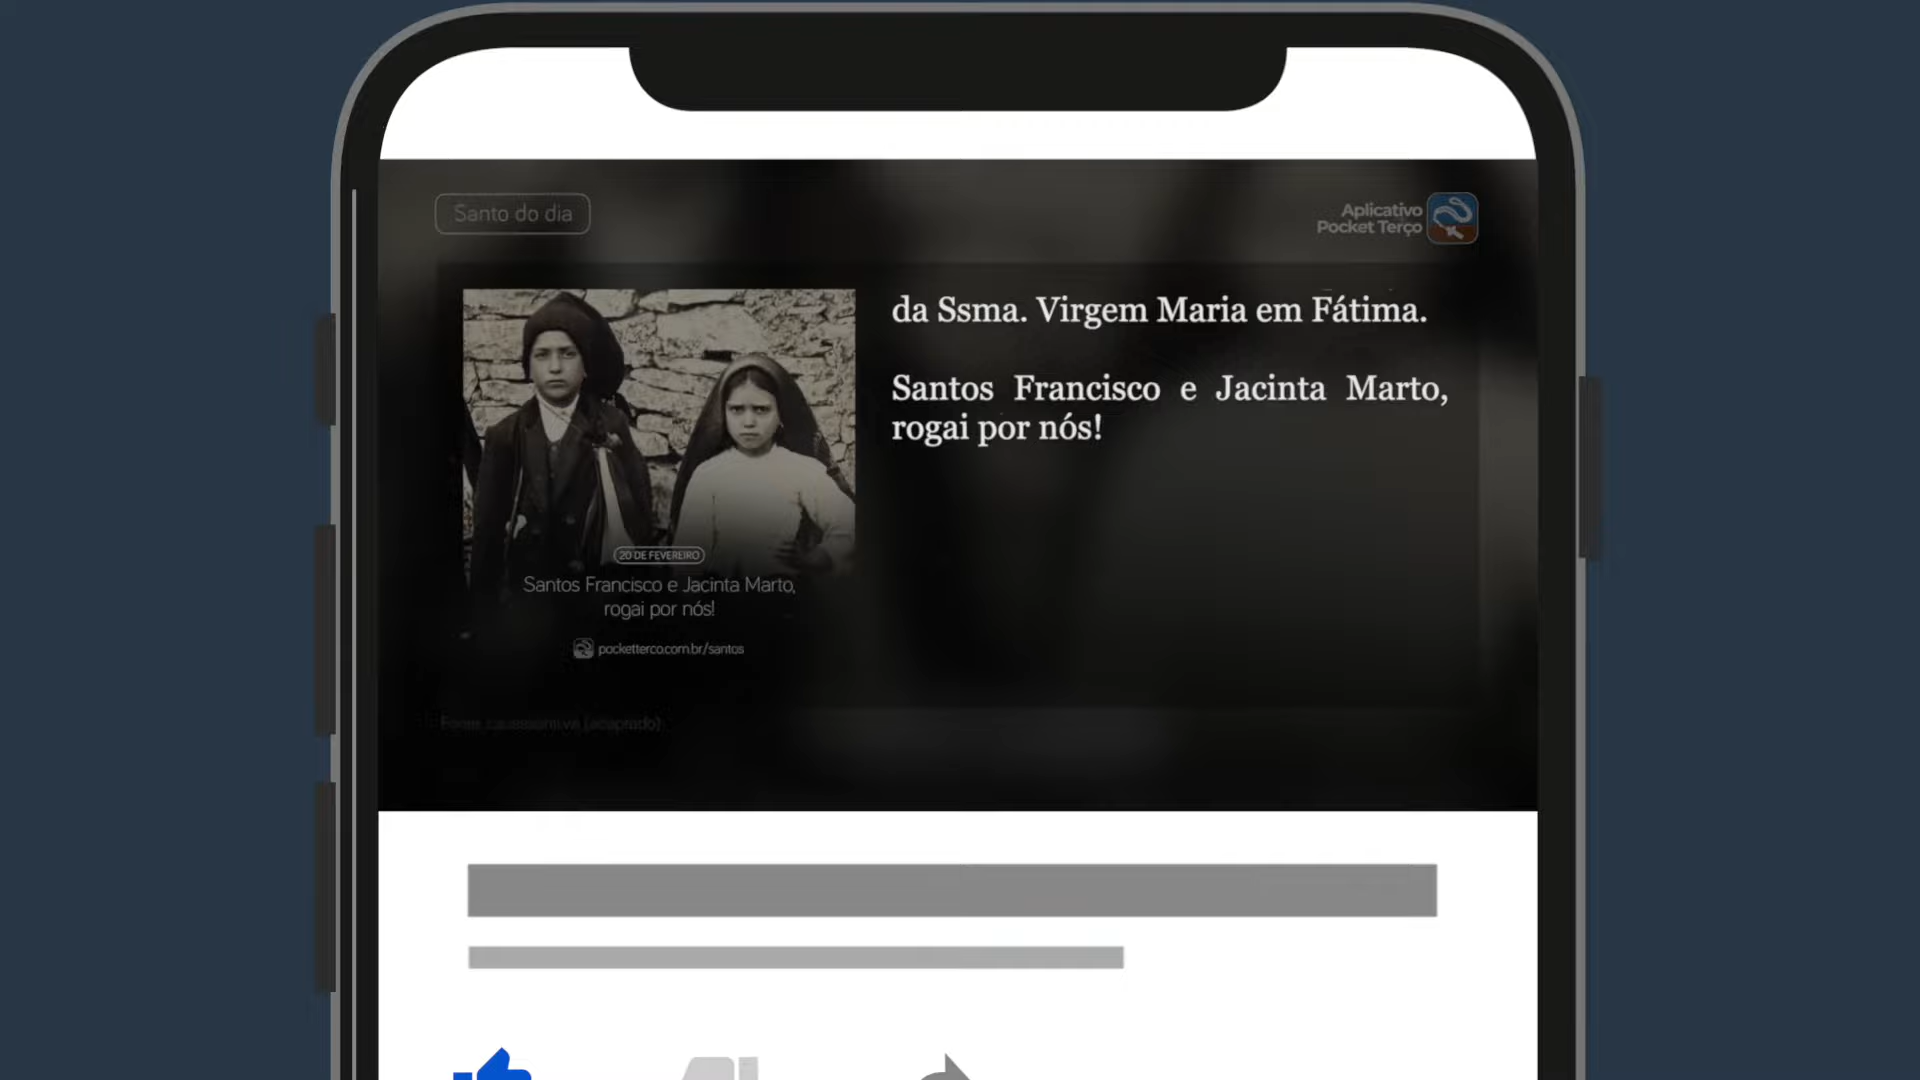 Santo do dia
Aplicativo
Pocket Terço
da Ssma. Virgem Maria em Fátima.
Santos Francisco e Jacinta Marto,
rogai por nós!
20 DE FEVEREIRO
Santos Francisco e Jacinta Marto,
rogai por nós!
pocketterco.com.br/santos
(adaptado)